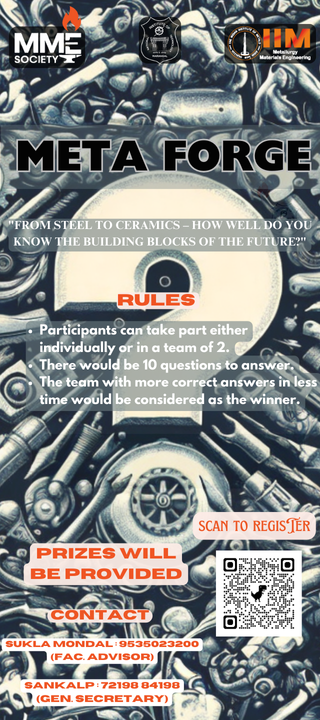 MME
SOCIETY
IIM
Metallurgy
Materials Engineering
META FORGE
"FROM STEEL TO CERAMICS – HOW WELL DO YOU
KNOW THE BUILDING BLOCKS OF THE FUTURE?"
RULES
• Participants can take part either
individually or in a team of 2.
• There would be 10 questions to answer.
• The team with more correct answers in less
time would be considered as the winner.
SCAN TO REGISTER
PRIZES WILL
BE PROVIDED
CONTACT
SUKLA MONDAL : 9535023200
(FAC. ADVISOR)
SANKALP : 72198 84198
(GEN. SECRETARY)